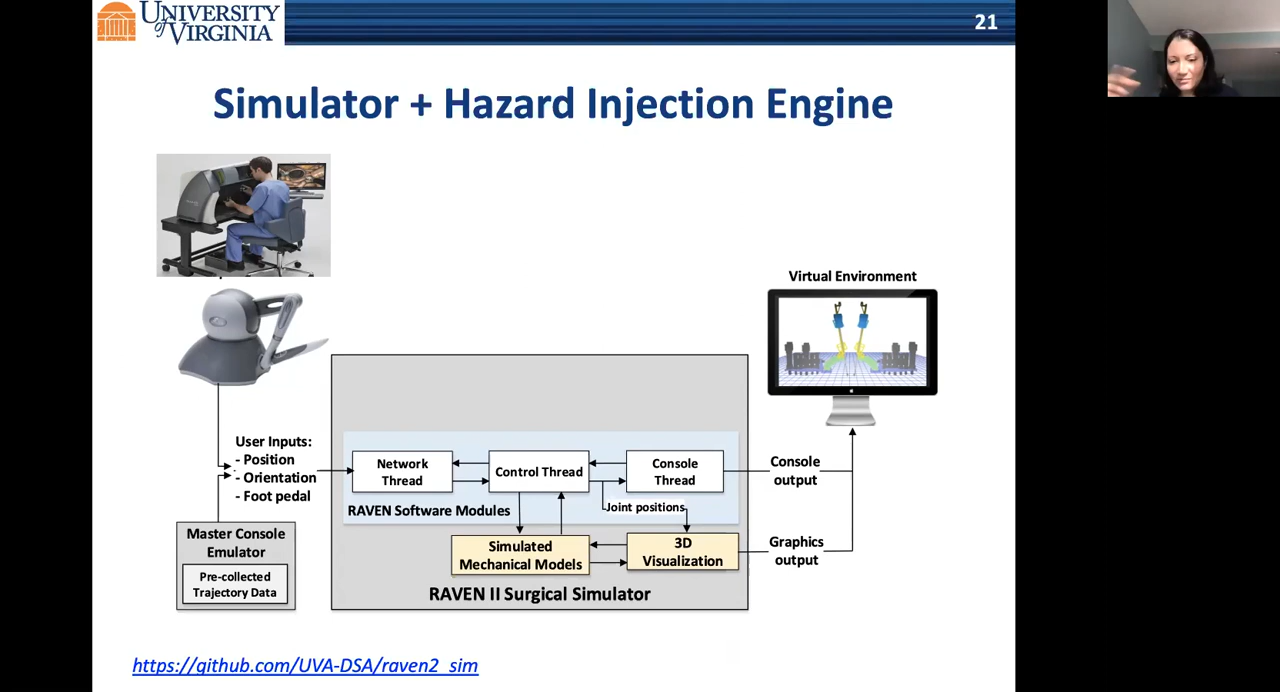 UNIVERSITY
of VIRGINIA
21
Simulator + Hazard Injection Engine
Virtual Environment
User Inputs:
- Position
- Orientation
- Foot pedal
Network
Thread
Control Thread
Console
Thread
Console
output
Joint positions
RAVEN Software Modules
Master Console
Emulator
Pre-collected
Trajectory Data
Simulated
Mechanical Models
3D
Visualization
Graphics
output
RAVEN II Surgical Simulator
https://github.com/UVA-DSA/raven2_sim